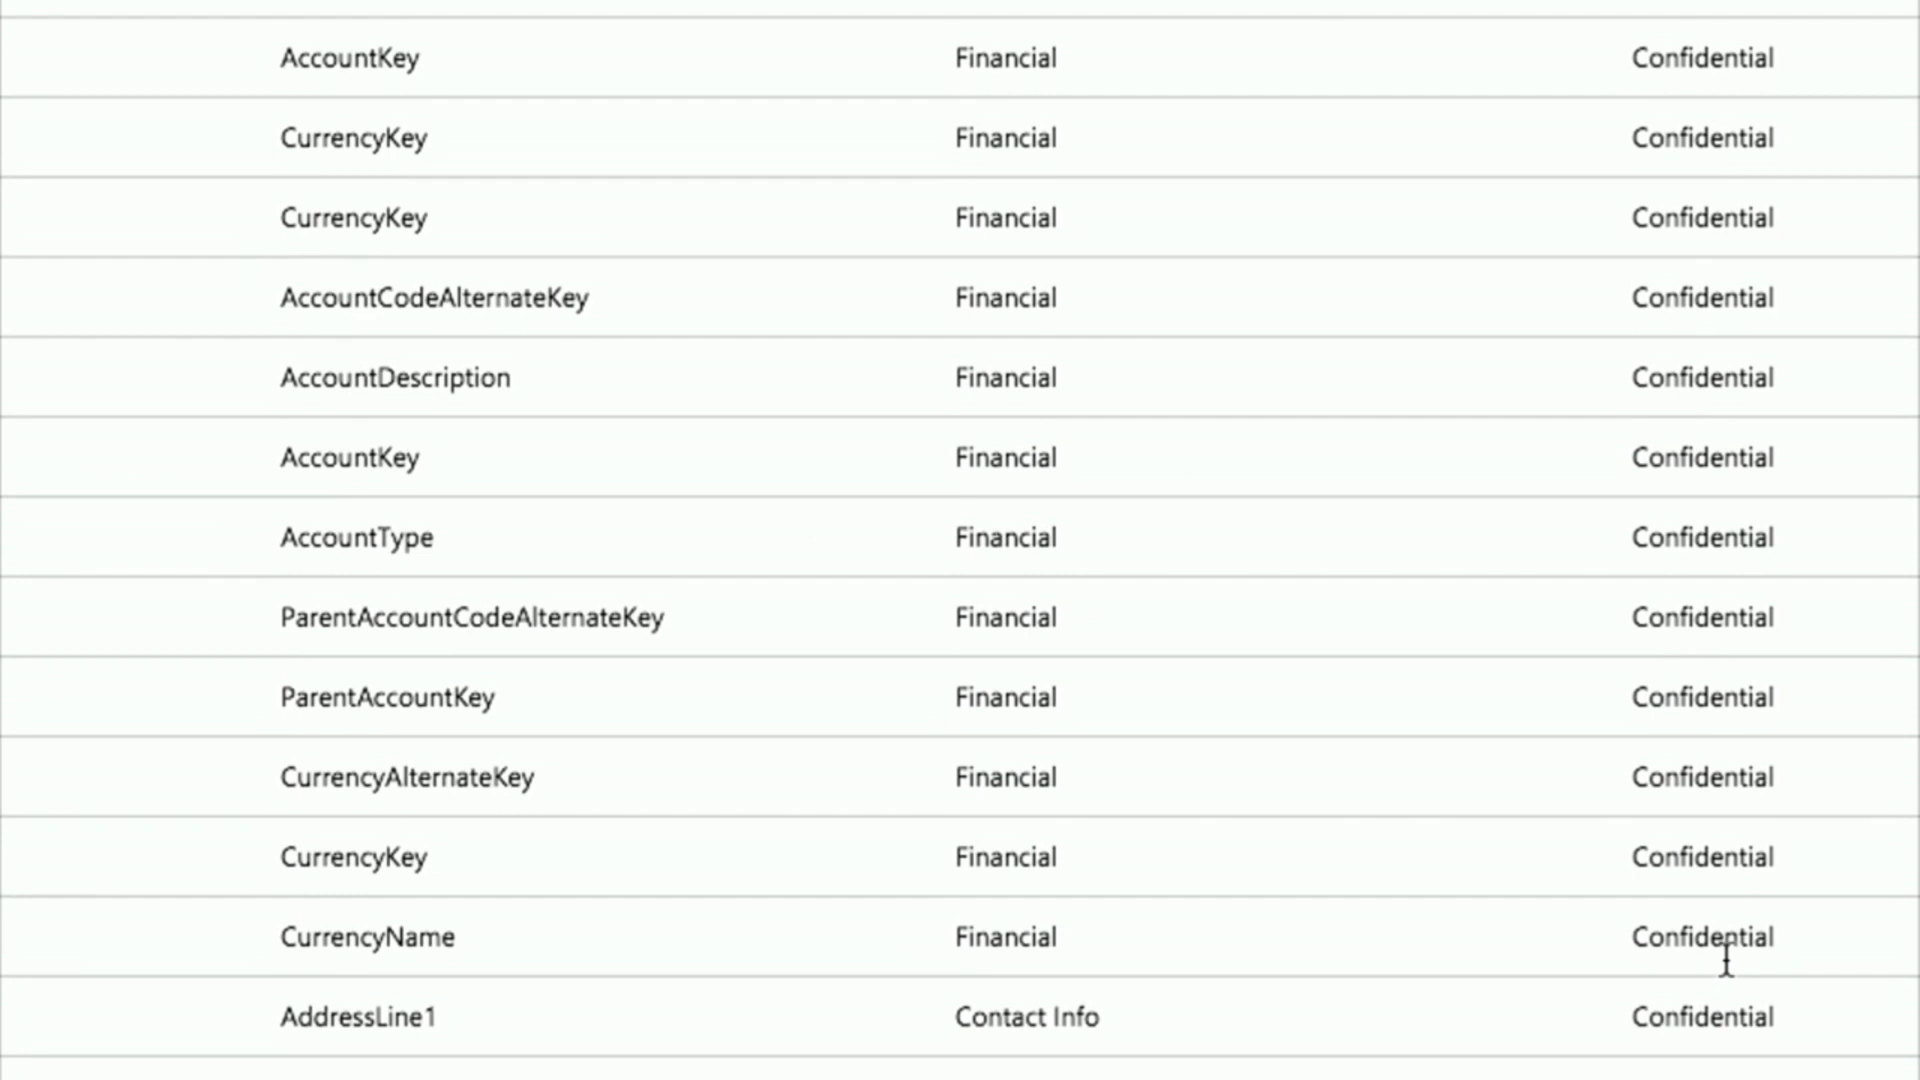 AccountKey Financial Confidential
CurrencyKey Financial Confidential
CurrencyKey Financial Confidential
AccountCodeAlternateKey Financial Confidential
AccountDescription Financial Confidential
AccountKey Financial Confidential
AccountType Financial Confidential
ParentAccountCodeAlternateKey Financial Confidential
ParentAccountKey Financial Confidential
CurrencyAlternateKey Financial Confidential
CurrencyKey Financial Confidential
CurrencyName Financial Confidential
AddressLine1 Contact Info Confidential